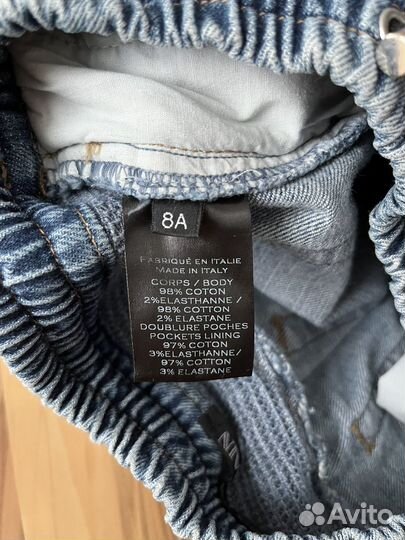 8A
FABRIQUÉ EN ITALIE
MADE IN ITALY
CORPS / BODY
98% COTON
2%ELASTHANNE /
98% COTTON
2% ELASTANE
DOUBLURE POCHES
POCKETS LINING
97% COTON
3%ELASTHANNE /
97% COTTON
3% ELASTANE
Avito